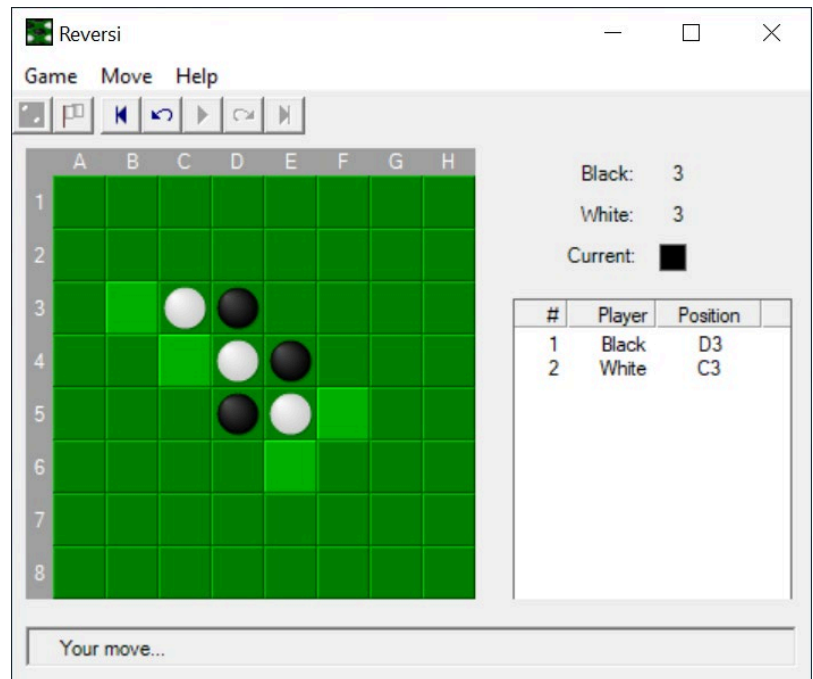 Reversi
Game Move Help
A B C D E F G H
1
2
3
4
5
6
7
8
Black: 3
White: 3
Current:
# Player Position
1 Black D3
2 White C3
Your move...